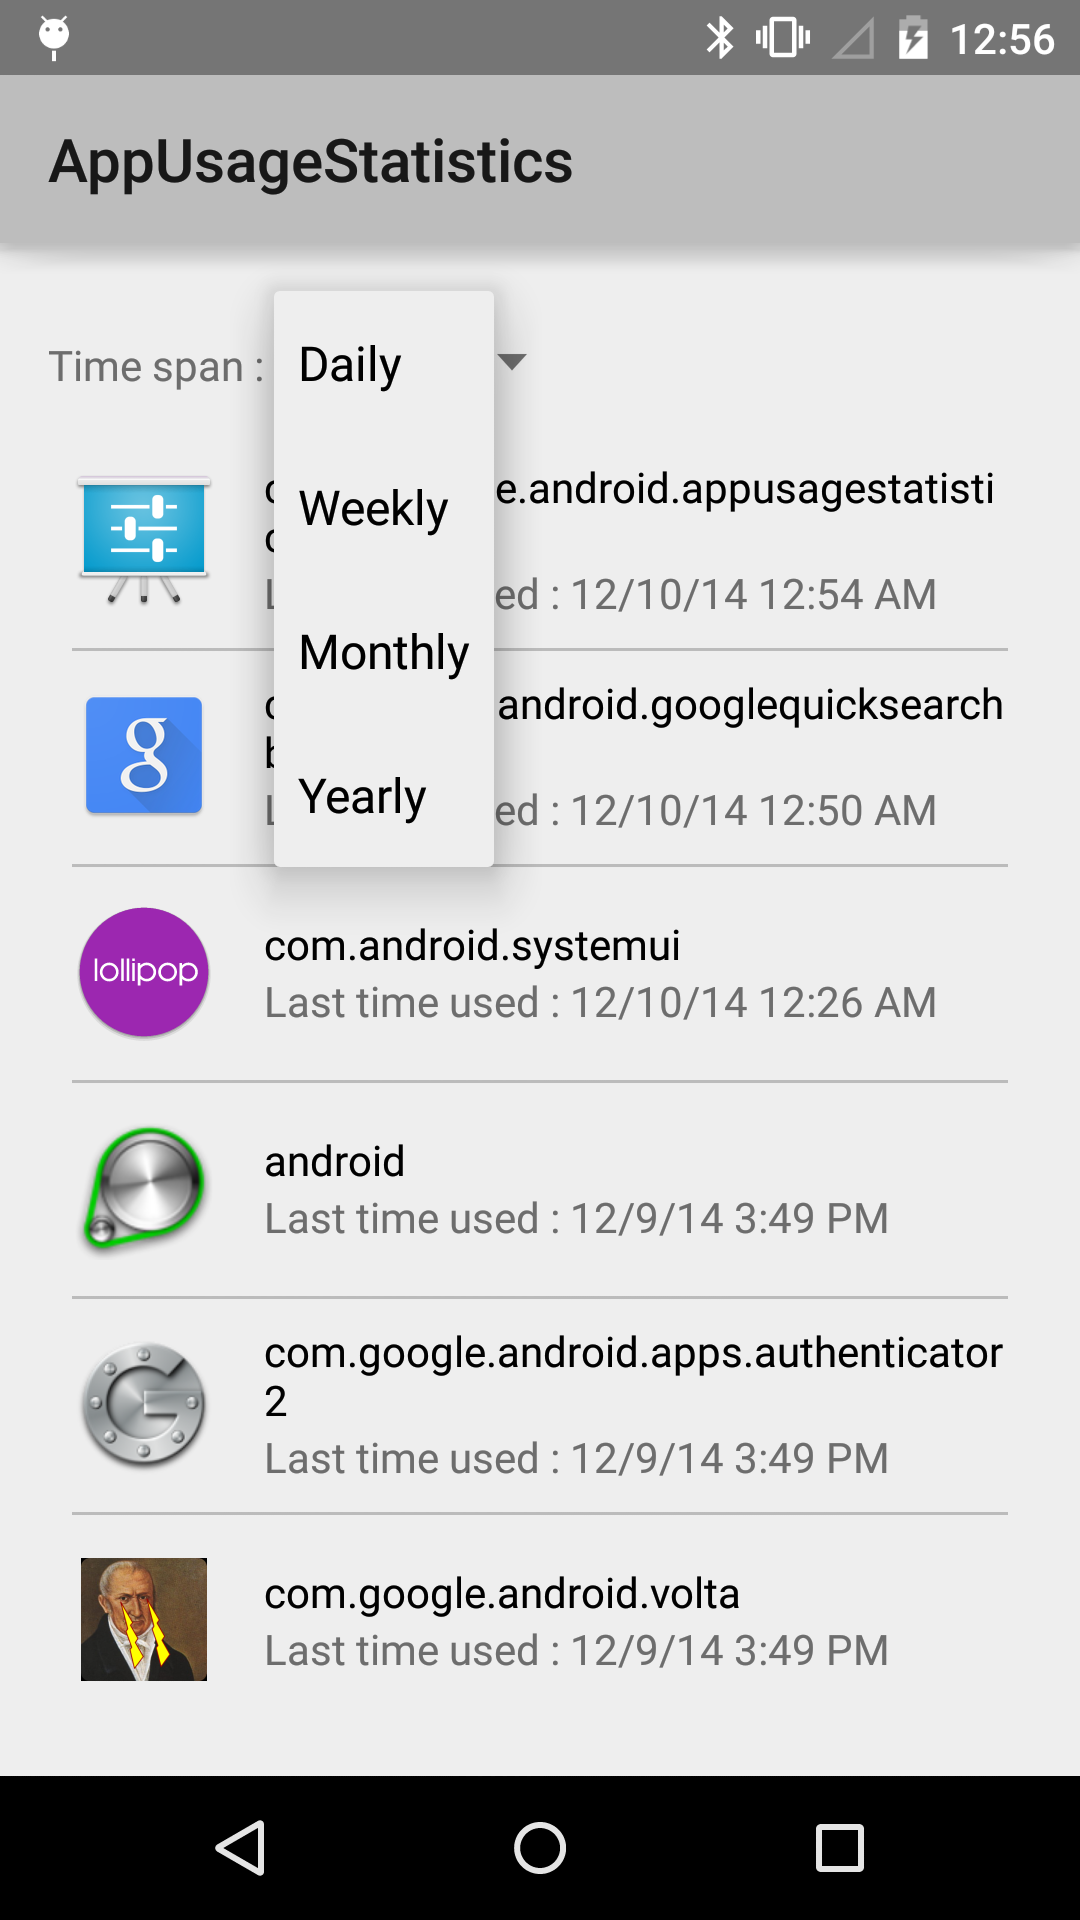 12:56
AppUsageStatistics
Time span :
Daily
Weekly
Monthly
Yearly
e.android.appusagestatisti
ed : 12/10/14 12:54 AM
android.googlequicksearch
ed : 12/10/14 12:50 AM
lollipop
com.android.systemui
Last time used : 12/10/14 12:26 AM
android
Last time used : 12/9/14 3:49 PM
com.google.android.apps.authenticator
2
Last time used : 12/9/14 3:49 PM
com.google.android.volta
Last time used : 12/9/14 3:49 PM